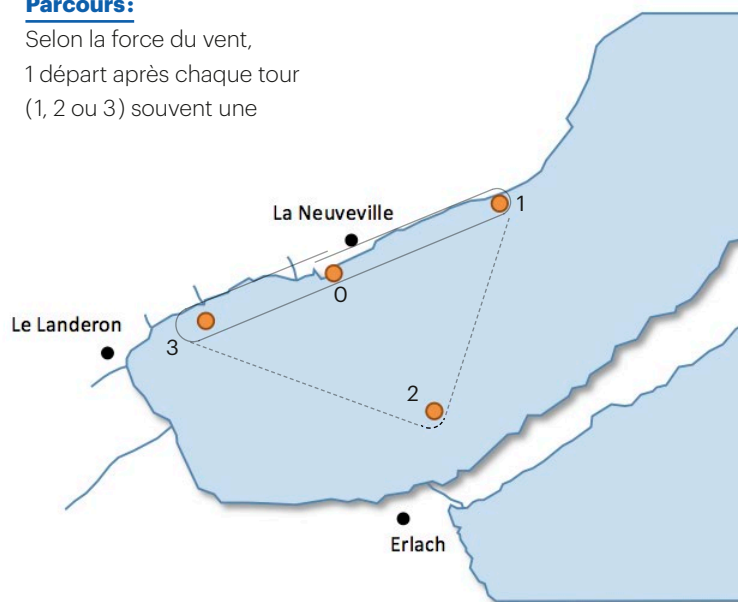 Parcours:
Selon la force du vent,
1 départ après chaque tour
(1, 2 ou 3) souvent une
1
La Neuveville
0
Le Landeron
3
2
Erlach